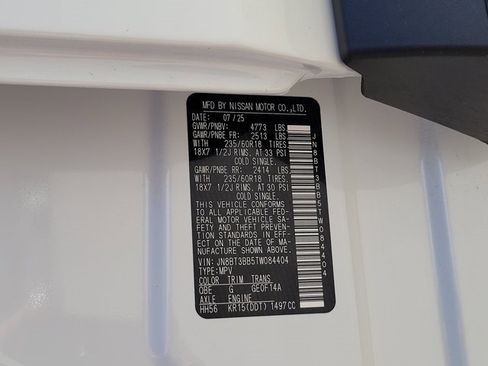 MFD BY NISSAN MOTOR CO.,LTD.
DATE: 07/25
GVWR/PNBV: 4773 LBS
GAWR/PNBE FR: 2513 LBS
WITH 235/60R18 TIRES.
18X7 1/2J RIMS. AT 33 PSI
COLD SINGLE.
GAWR/PNBE RR: 2414 LBS
WITH 235/60R18 TIRES.
18X7 1/2J RIMS. AT 30 PSI
COLD SINGLE.
THIS VEHICLE CONFORMS
TO ALL APPLICABLE FED-
ERAL MOTOR VEHICLE SA-
FETY AND THEFT PREVEN-
TION STANDARDS IN EFF-
ECT ON THE DATE OF MAN-
UFACTURE SHOWN ABOVE.
VIN: JN8BT3BB5TW084404
TYPE:MPV
COLOR TRIM TRANS
QBE G GE0F14A
AXLE ENGINE
HH56 KR15(DDT) 1497CC
JN8BT3BB5TW084404